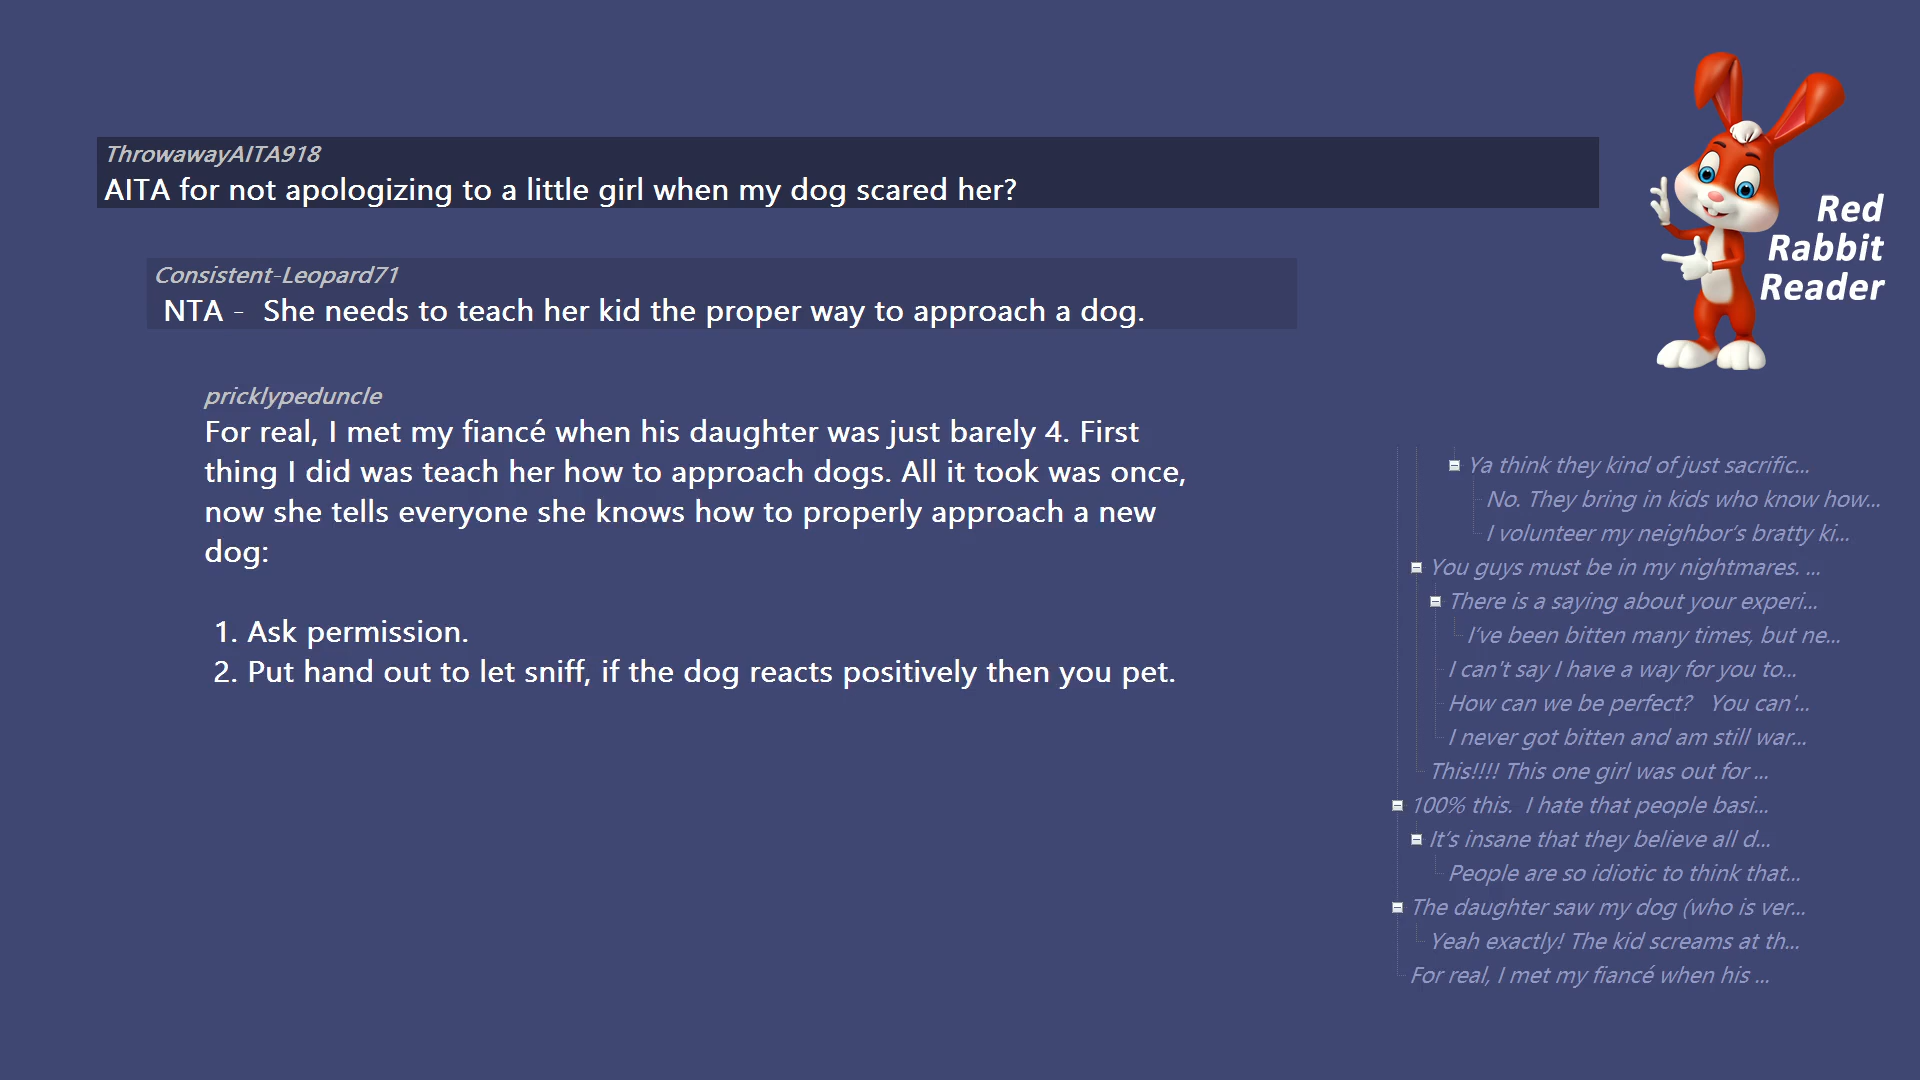 ThrowawayAITA918
AITA for not apologizing to a little girl when my dog scared her?
Consistent-Leopard71
NTA - She needs to teach her kid the proper way to approach a dog.
pricklypeduncle
For real, I met my fiancé when his daughter was just barely 4. First
thing I did was teach her how to approach dogs. All it took was once,
now she tells everyone she knows how to properly approach a new
dog:
1. Ask permission.
2. Put hand out to let sniff, if the dog reacts positively then you pet.
Red
Rabbit
Reader
Ya think they kind of just sacrific...
No. They bring in kids who know how...
I volunteer my neighbor's bratty ki...
You guys must be in my nightmares. ...
There is a saying about your experi...
I've been bitten many times, but ne...
I can't say I have a way for you to...
How can we be perfect? You can'...
I never got bitten and am still war...
This!!!! This one girl was out for ...
100% this. I hate that people basi...
It's insane that they believe all d...
People are so idiotic to think that...
The daughter saw my dog (who is ver...
Yeah exactly! The kid screams at th...
For real, I met my fiancé when his ...